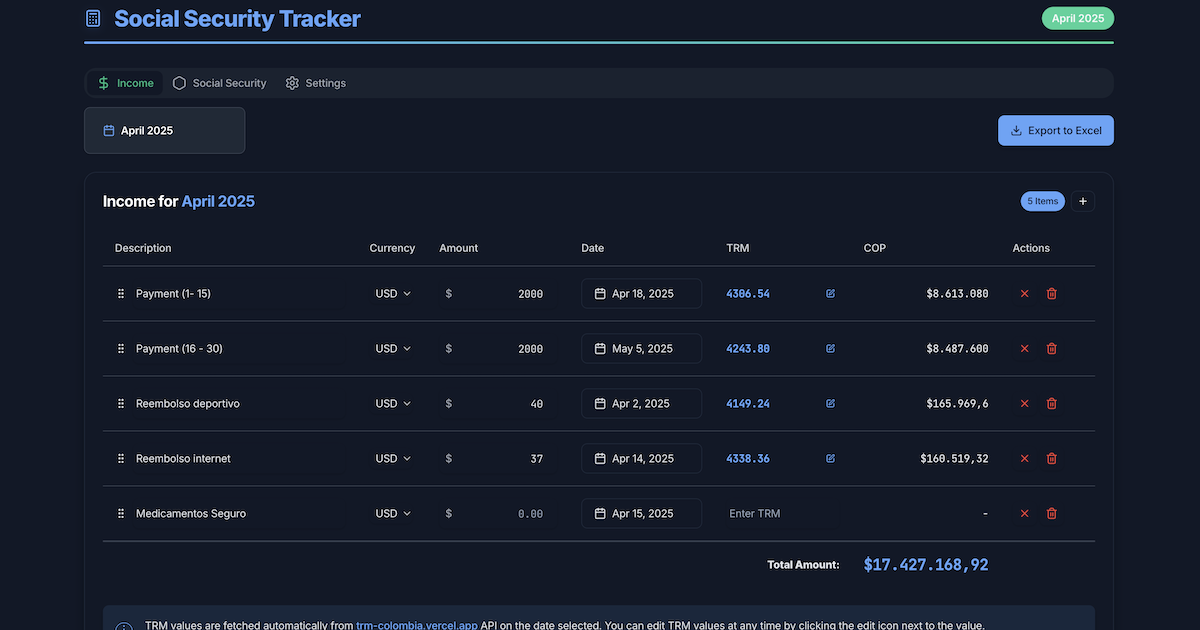 Social Security Tracker
April 2025
Income Social Security Settings
April 2025
Export to Excel
Income for April 2025
5 Items +
Description Currency Amount Date TRM COP Actions
Payment (1- 15) USD $ 2000 Apr 18, 2025 4306.54 $8.613.080
Payment (16 - 30) USD $ 2000 May 5, 2025 4243.80 $8.487.600
Reembolso deportivo USD $ 40 Apr 2, 2025 4149.24 $165.969,6
Reembolso internet USD $ 37 Apr 14, 2025 4338.36 $160.519,32
Medicamentos Seguro USD $ 0.00 Apr 15, 2025 Enter TRM -
Total Amount: $17.427.168,92
TRM values are fetched automatically from trm-colombia.vercel.app API on the date selected. You can edit TRM values at any time by clicking the edit icon next to the value.